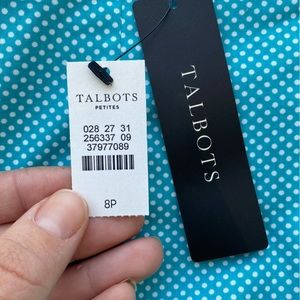 TALBOTS
PETITES
028 27 31
256337 09
37977089
8P
TALBOTS